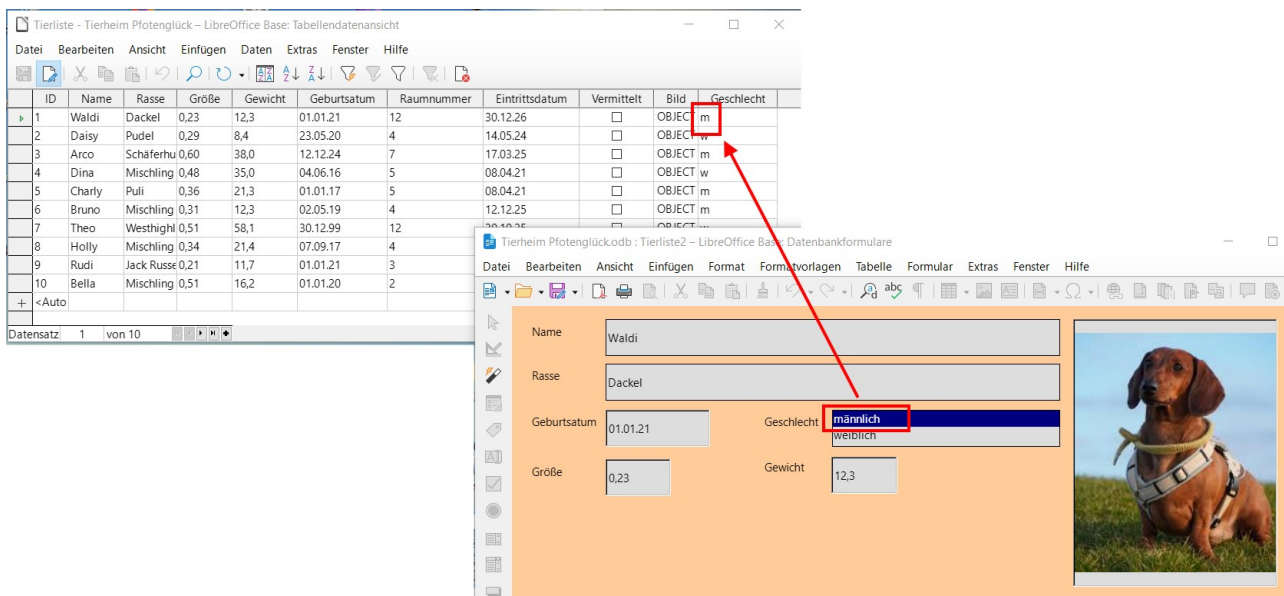 Tierliste - Tierheim Pfotenglück – LibreOffice Base: Tabellendatenansicht
Datei Bearbeiten Ansicht Einfügen Daten Extras Fenster Hilfe
ID Name Rasse Größe Gewicht Geburtsatum Raumnummer Eintrittsdatum Vermittelt Bild Geschlecht
1 Waldi Dackel 0,23 12,3 01.01.21 12 30.12.26 OBJECT m
2 Daisy Pudel 0,29 8,4 23.05.20 4 14.05.24 OBJECT w
3 Arco Schäferhu 0,60 38,0 12.12.24 7 17.03.25 OBJECT m
4 Dina Mischling 0,48 35,0 04.06.16 5 08.04.21 OBJECT w
5 Charly Puli 0,36 21,3 01.01.17 5 08.04.21 OBJECT m
6 Bruno Mischling 0,31 12,3 02.05.19 4 12.12.25 OBJECT m
7 Theo Westhighl 0,51 58,1 30.12.99 12
8 Holly Mischling 0,34 21,4 07.09.17 4
9 Rudi Jack Russe 0,21 11,7 01.01.21 3
10 Bella Mischling 0,51 16,2 01.01.20 2
+ <Auto
Datensatz 1 von 10
Tierheim Pfotenglück.odb : Tierliste2 – LibreOffice Base: Datenbankformulare
Datei Bearbeiten Ansicht Einfügen Format Formatvorlagen Tabelle Formular Extras Fenster Hilfe
Name Waldi
Rasse Dackel
Geburtsatum 01.01.21 Geschlecht männlich
weiblich
Größe 0,23 Gewicht 12,3